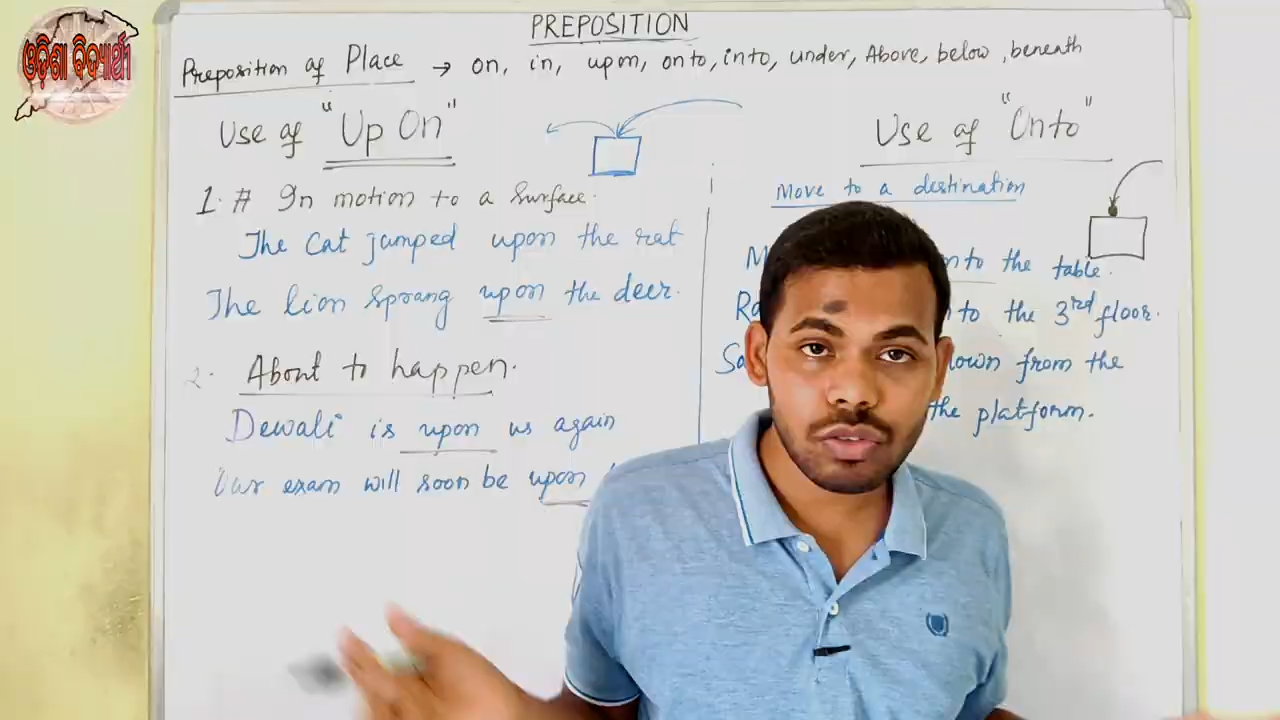 ଓଡ଼ିଶା ବିଦ୍ୟାର୍ଥୀ
PREPOSITION
Preposition of Place → on, in, upon, onto, into, under, Above, below, beneath
Use of "Up On"
1. # In motion to a surface.
The cat jumped upon the rat
The lion sprang upon the deer.
2. About to happen.
Dewali is upon us again
Our exam will soon be upon
Use of "Onto"
Move to a destination
the table.
to the 3rd floor.
down from the
the platform.